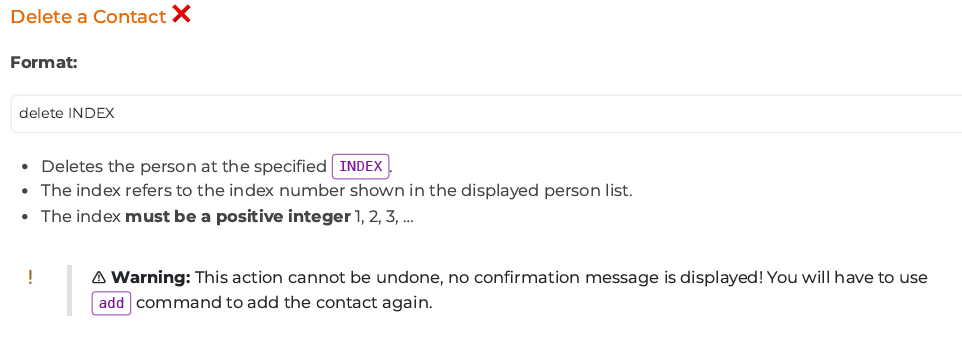 Delete a Contact ❌
Format:
delete INDEX
• Deletes the person at the specified INDEX.
• The index refers to the index number shown in the displayed person list.
• The index must be a positive integer 1, 2, 3, …
! ⚠ Warning: This action cannot be undone, no confirmation message is displayed! You will have to use
add command to add the contact again.